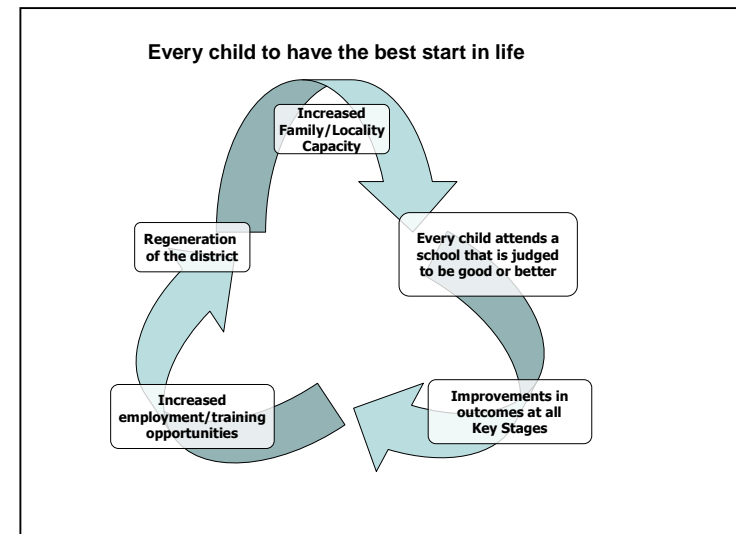 Every child to have the best start in life
Increased
Family/Locality
Capacity
Every child attends a
school that is judged
to be good or better
Improvements in
outcomes at all
Key Stages
Increased
employment/training
opportunities
Regeneration
of the district